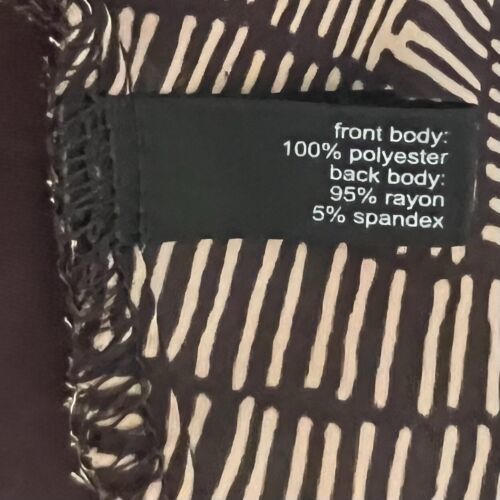 front body:
100% polyester
back body:
95% rayon
5% spandex